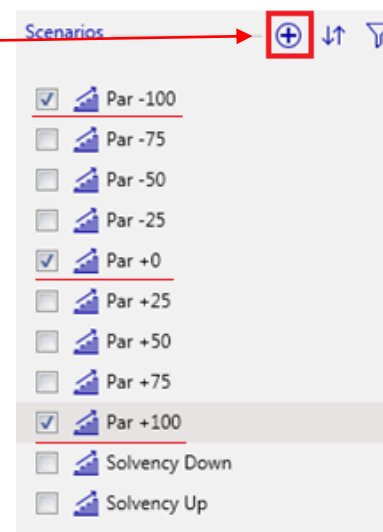 Scenarios
Par -100
Par -75
Par -50
Par -25
Par +0
Par +25
Par +50
Par +75
Par +100
Solvency Down
Solvency Up